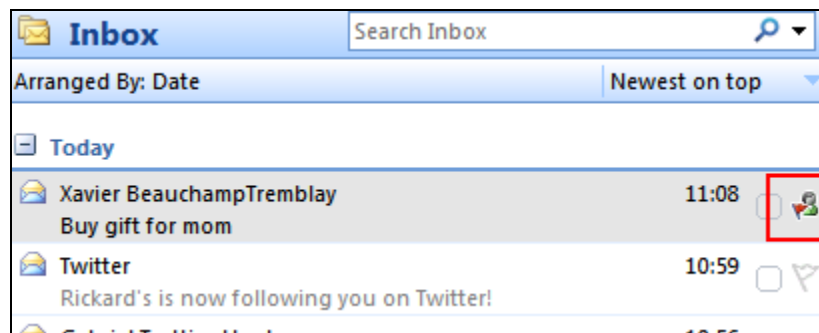 Inbox
Search Inbox
Arranged By: Date
Newest on top
Today
Xavier BeauchampTremblay
11:08
Buy gift for mom
Twitter
10:59
Rickard's is now following you on Twitter!